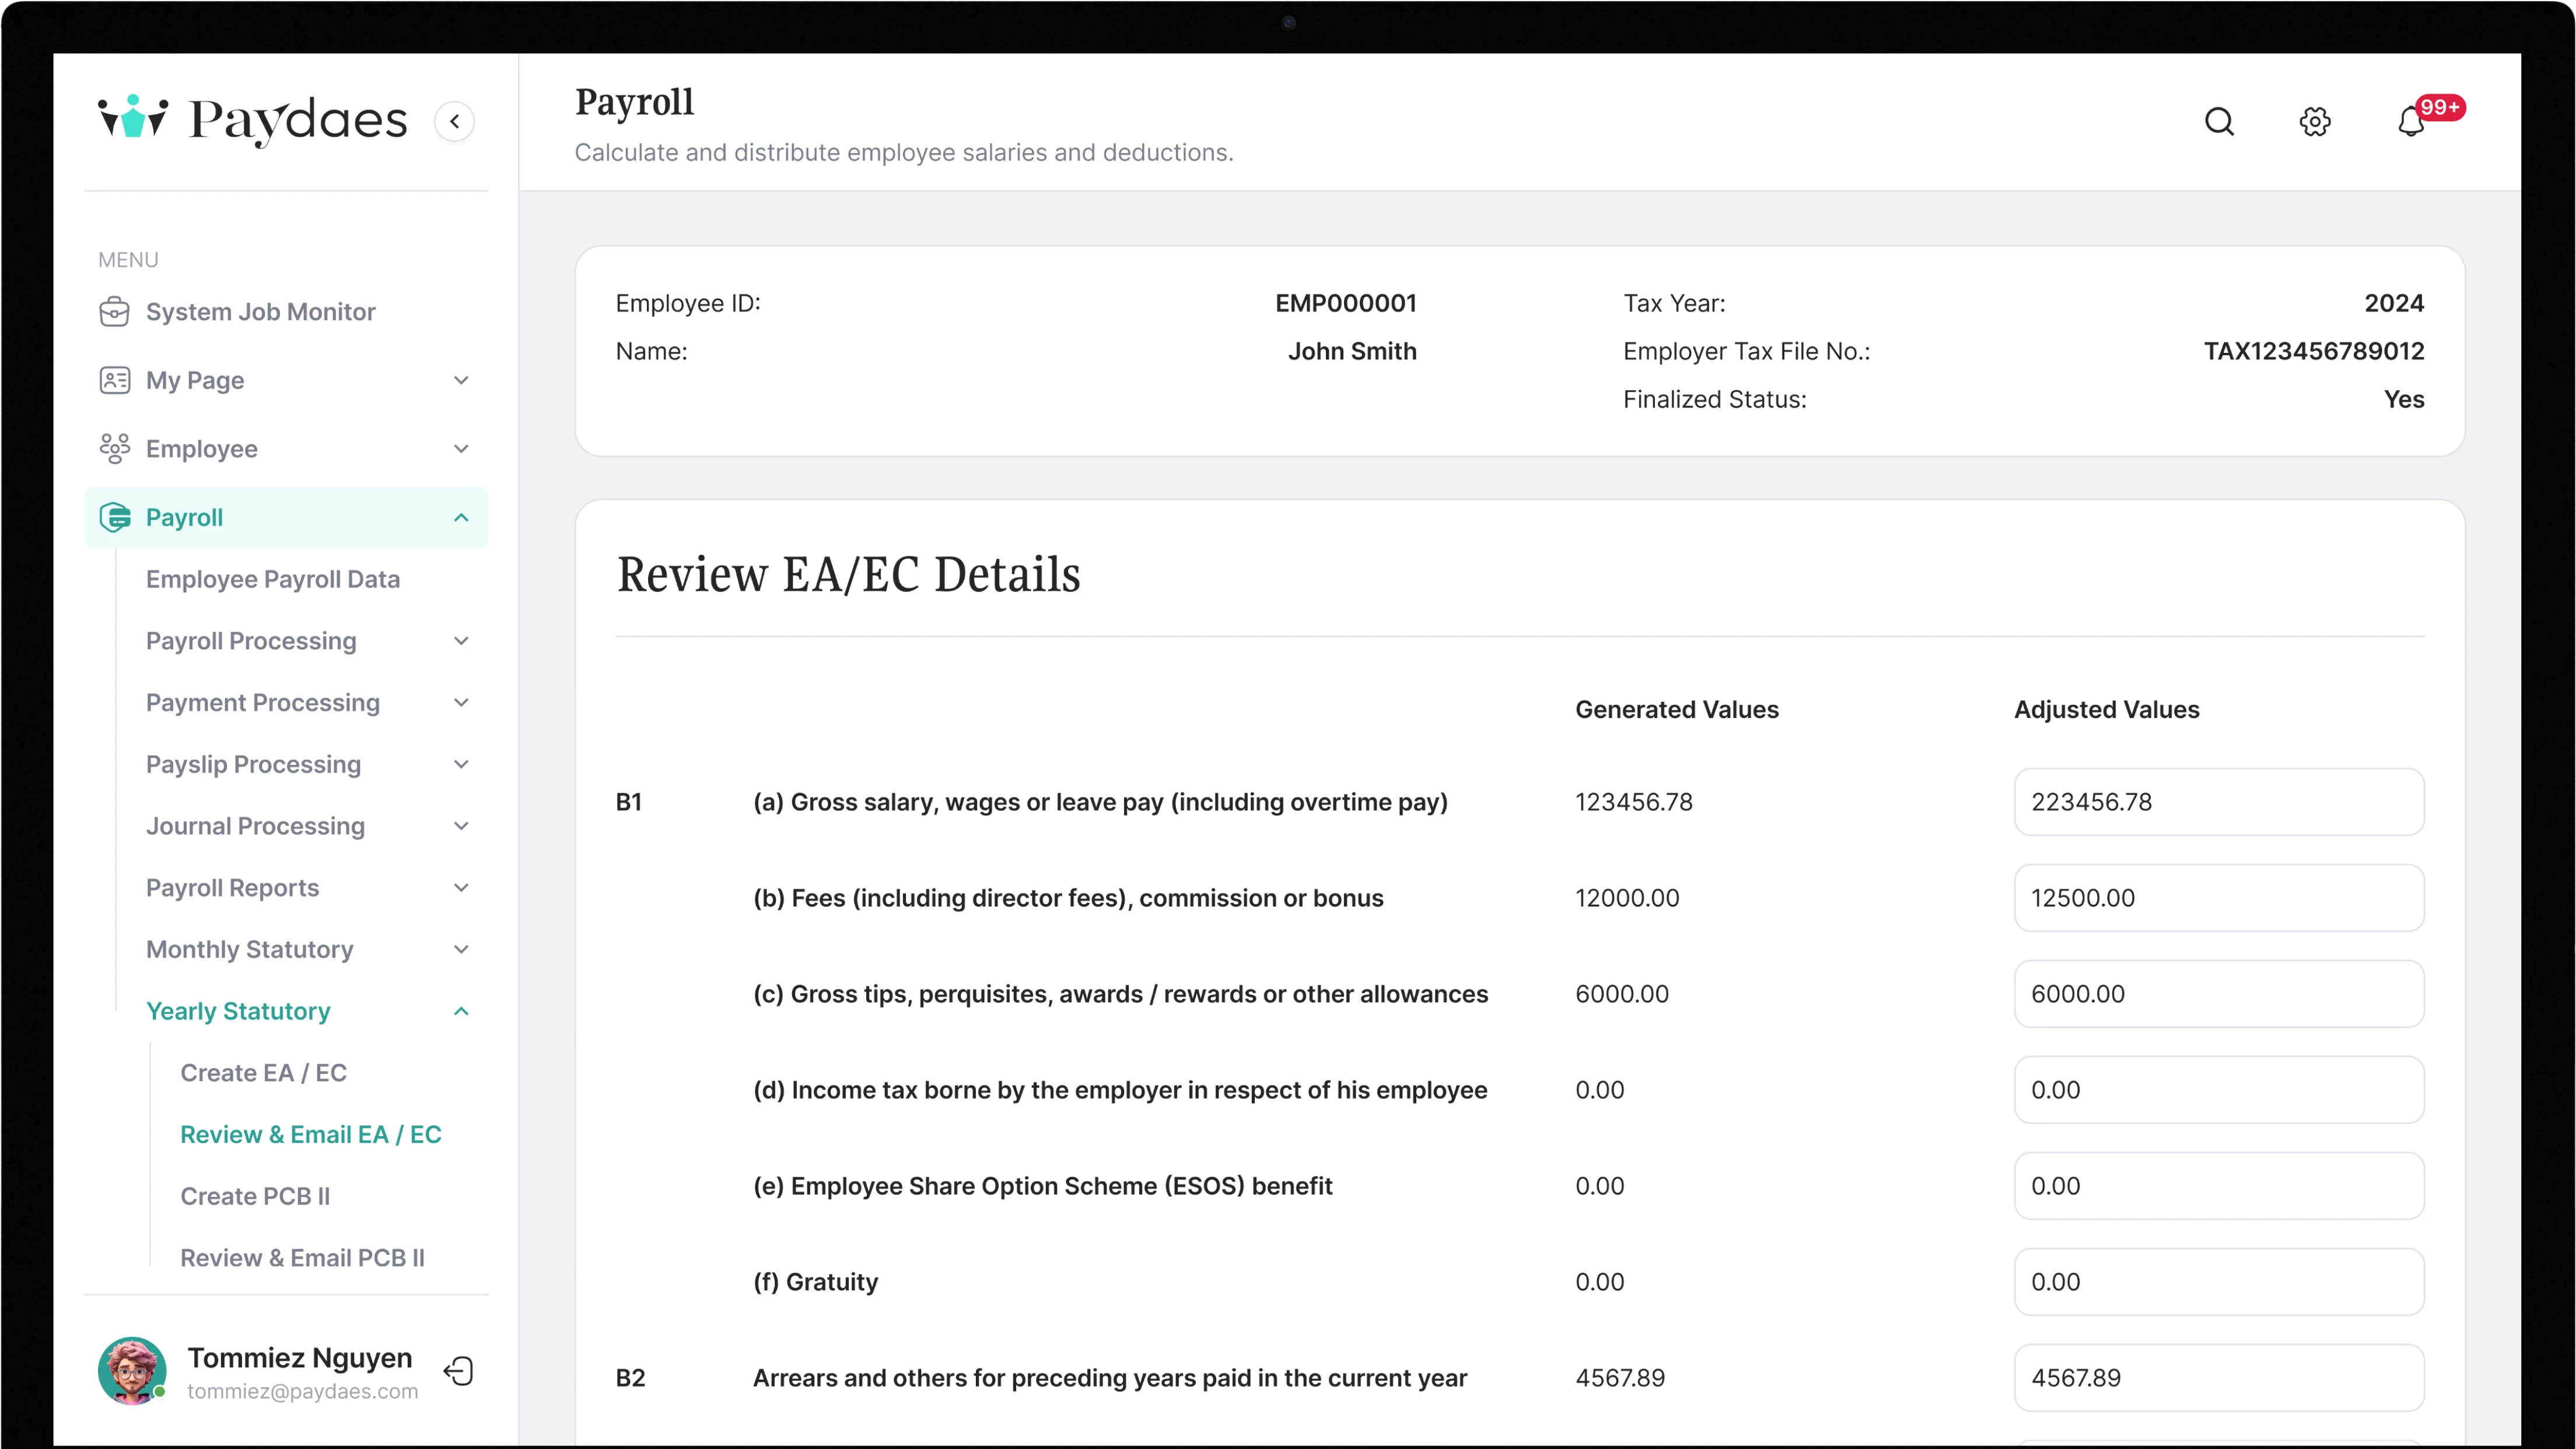 Paydaes
MENU
System Job Monitor
My Page
Employee
Payroll
Employee Payroll Data
Payroll Processing
Payment Processing
Payslip Processing
Journal Processing
Payroll Reports
Monthly Statutory
Yearly Statutory
Create EA / EC
Review & Email EA / EC
Create PCB II
Review & Email PCB II
Tommiez Nguyen
tommiez@paydaes.com
Payroll
Calculate and distribute employee salaries and deductions.
99+
Employee ID: EMP000001
Name: John Smith
Tax Year: 2024
Employer Tax File No.: TAX123456789012
Finalized Status: Yes
Review EA/EC Details
Generated Values Adjusted Values
B1 (a) Gross salary, wages or leave pay (including overtime pay) 123456.78 223456.78
(b) Fees (including director fees), commission or bonus 12000.00 12500.00
(c) Gross tips, perquisites, awards / rewards or other allowances 6000.00 6000.00
(d) Income tax borne by the employer in respect of his employee 0.00 0.00
(e) Employee Share Option Scheme (ESOS) benefit 0.00 0.00
(f) Gratuity 0.00 0.00
B2 Arrears and others for preceding years paid in the current year 4567.89 4567.89